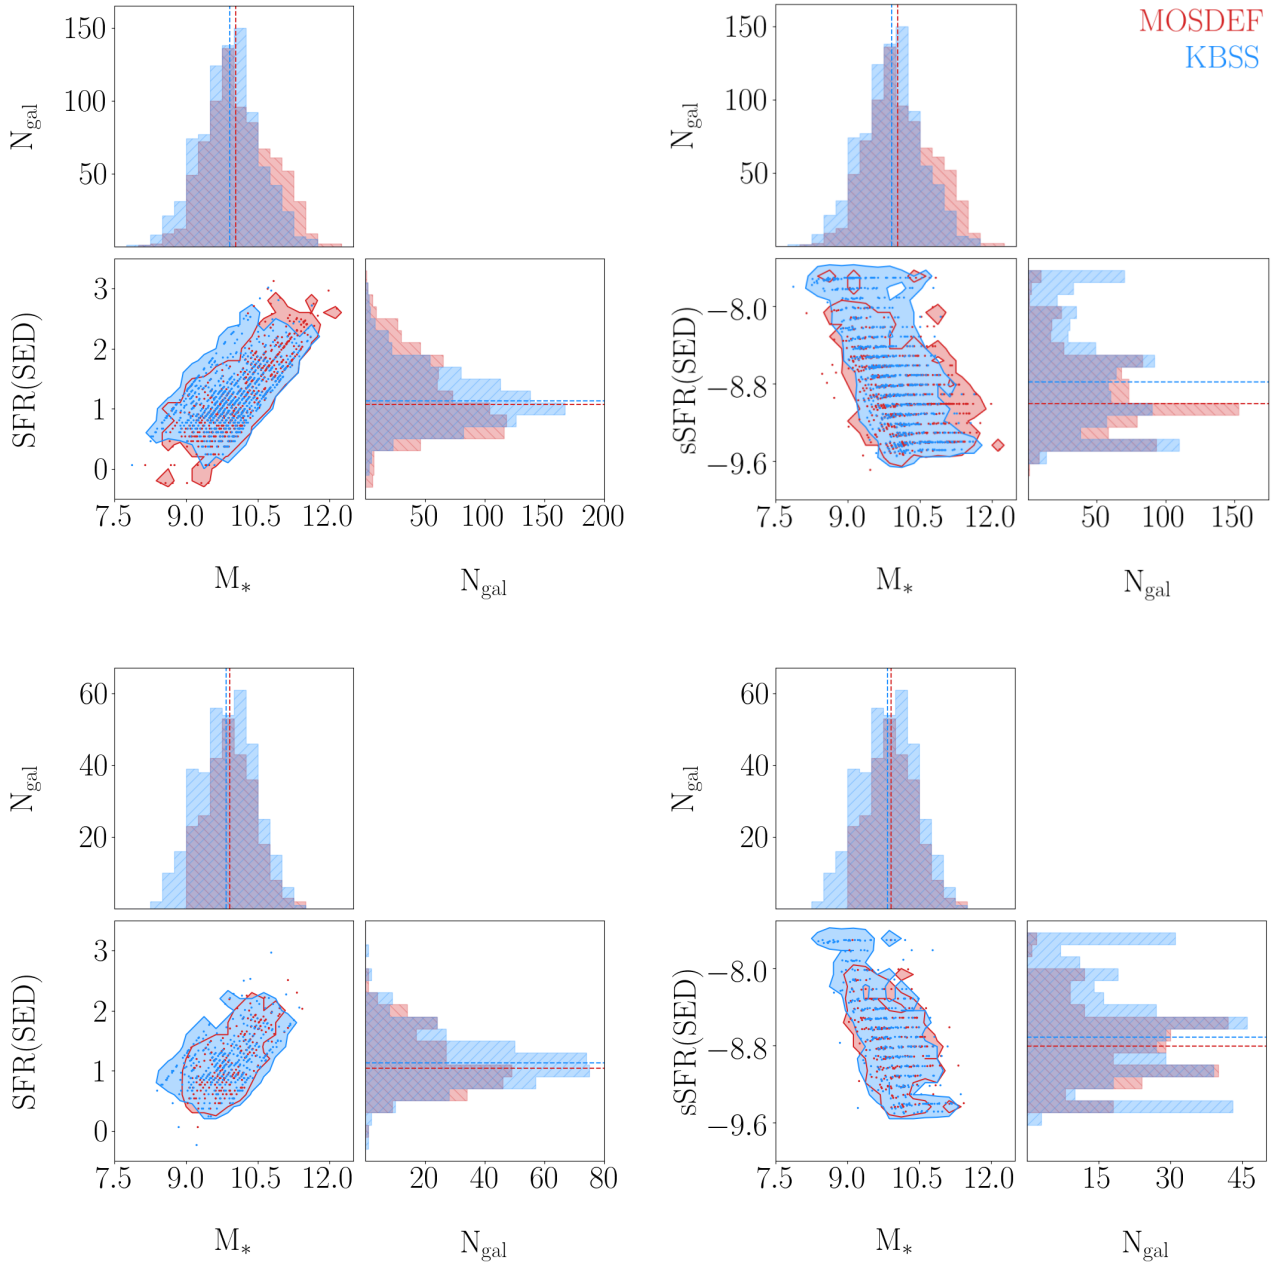 MOSDEF
KBSS
150
100
50
N_gal
150
100
50
N_gal
3
2
1
0
SFR(SED)
7.5 9.0 10.5 12.0
M_*
50 100 150 200
N_gal
−8.0
−8.8
−9.6
sSFR(SED)
7.5 9.0 10.5 12.0
M_*
50 100 150
N_gal
60
40
20
N_gal
60
40
20
N_gal
3
2
1
0
SFR(SED)
7.5 9.0 10.5 12.0
M_*
20 40 60 80
N_gal
−8.0
−8.8
−9.6
sSFR(SED)
7.5 9.0 10.5 12.0
M_*
15 30 45
N_gal